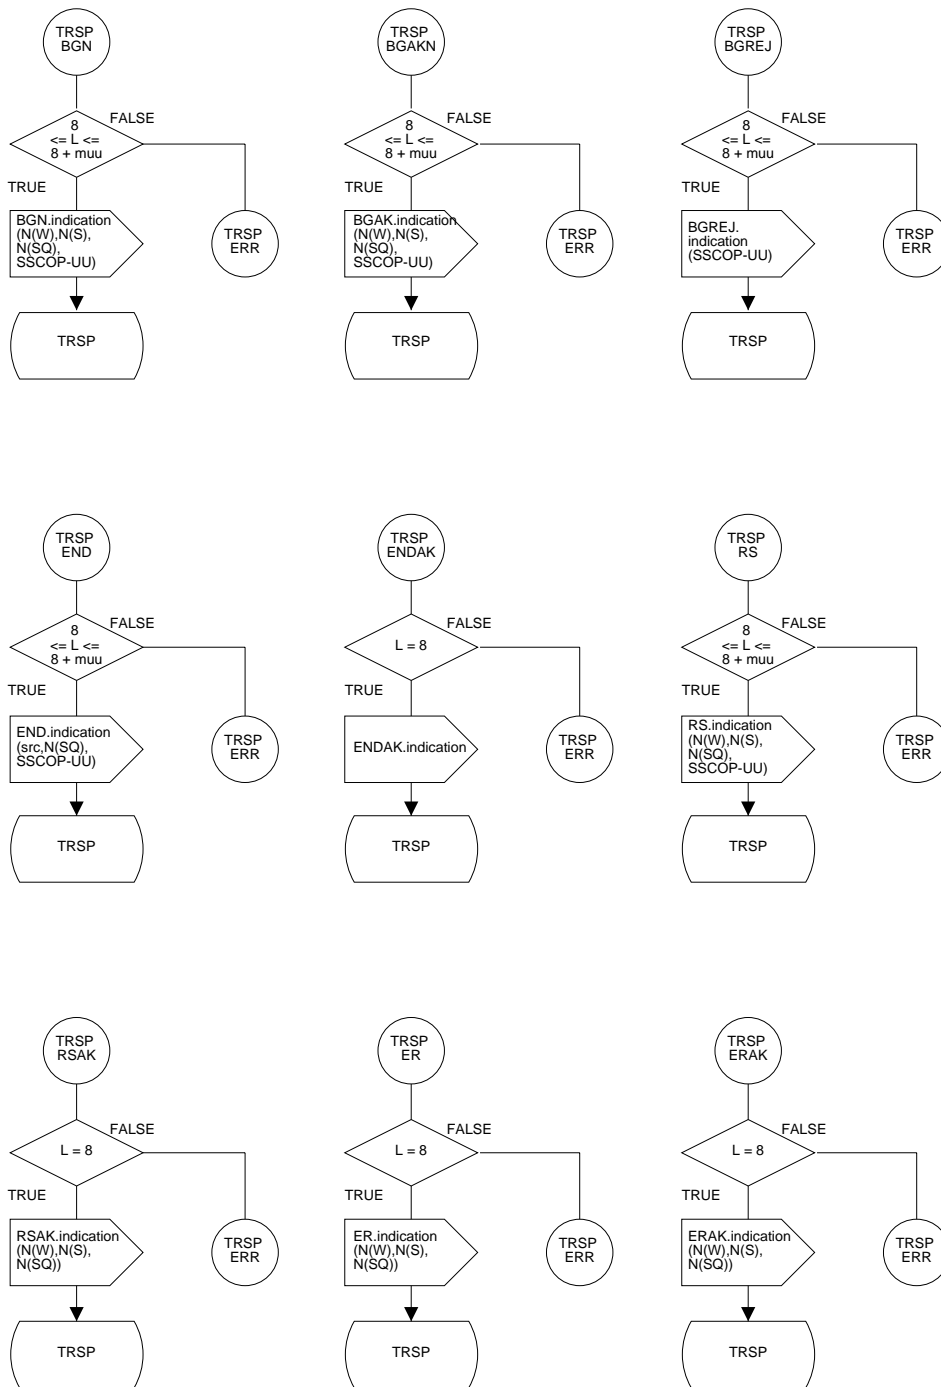 TRSP
BGN
8
<= L <=
8 + muu
FALSE
TRUE
BGN.indication
(N(W),N(S),
N(SQ),
SSCOP-UU)
TRSP
ERR
TRSP
TRSP
BGAKN
8
<= L <=
8 + muu
FALSE
TRUE
BGAK.indication
(N(W),N(S),
N(SQ),
SSCOP-UU)
TRSP
ERR
TRSP
TRSP
BGREJ
8
<= L <=
8 + muu
FALSE
TRUE
BGREJ.
indication
(SSCOP-UU)
TRSP
ERR
TRSP
TRSP
END
8
<= L <=
8 + muu
FALSE
TRUE
END.indication
(src,N(SQ),
SSCOP-UU)
TRSP
ERR
TRSP
TRSP
ENDAK
L = 8
FALSE
TRUE
ENDAK.indication
TRSP
ERR
TRSP
TRSP
RS
8
<= L <=
8 + muu
FALSE
TRUE
RS.indication
(N(W),N(S),
N(SQ),
SSCOP-UU)
TRSP
ERR
TRSP
TRSP
RSAK
L = 8
FALSE
TRUE
RSAK.indication
(N(W),N(S),
N(SQ))
TRSP
ERR
TRSP
TRSP
ER
L = 8
FALSE
TRUE
ER.indication
(N(W),N(S),
N(SQ))
TRSP
ERR
TRSP
TRSP
ERAK
L = 8
FALSE
TRUE
ERAK.indication
(N(W),N(S),
N(SQ))
TRSP
ERR
TRSP